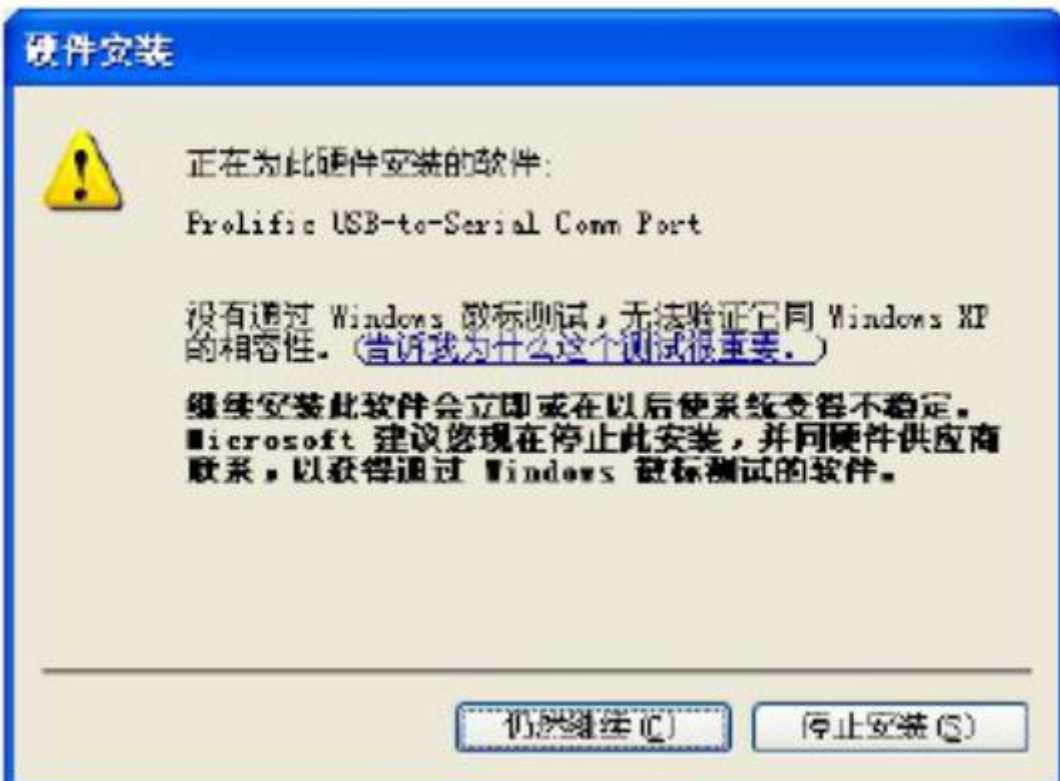 硬件安装
正在为此硬件安装的软件:
Prolific USB-to-Serial Comm Port
没有通过 Windows 徽标测试，无法验证它同 Windows XP
的相容性。(告诉我为什么这个测试很重要。)
继续安装此软件会立即或在以后使系统变得不稳定。
Microsoft 建议您现在停止此安装，并同硬件供应商
联系，以获得通过 Windows 徽标测试的软件。
仍然继续(C)
停止安装(S)